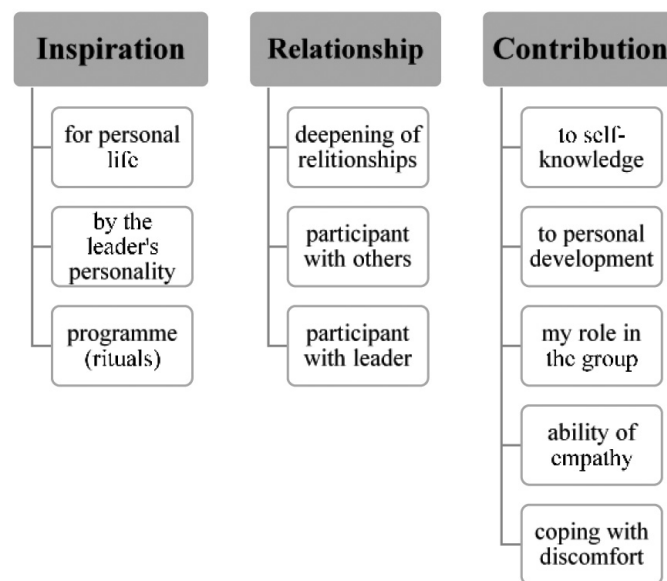 Inspiration
for personal
life
by the
leader's
personality
programme
(rituals)
Relationship
deepening of
relitionships
participant
with others
participant
with leader
Contribution
to self-
knowledge
to personal
development
my role in
the group
ability of
empathy
coping with
discomfort